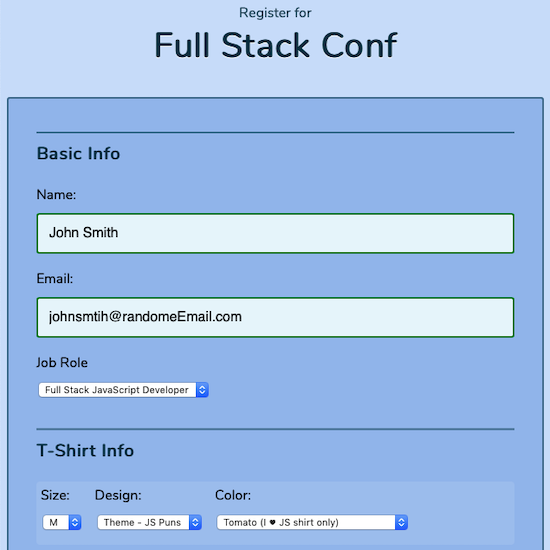 Register for
Full Stack Conf
Basic Info
Name:
John Smith
Email:
johnsmtih@randomeEmail.com
Job Role
Full Stack JavaScript Developer
T-Shirt Info
Size: Design: Color:
M Theme - JS Puns Tomato (I ♥ JS shirt only)